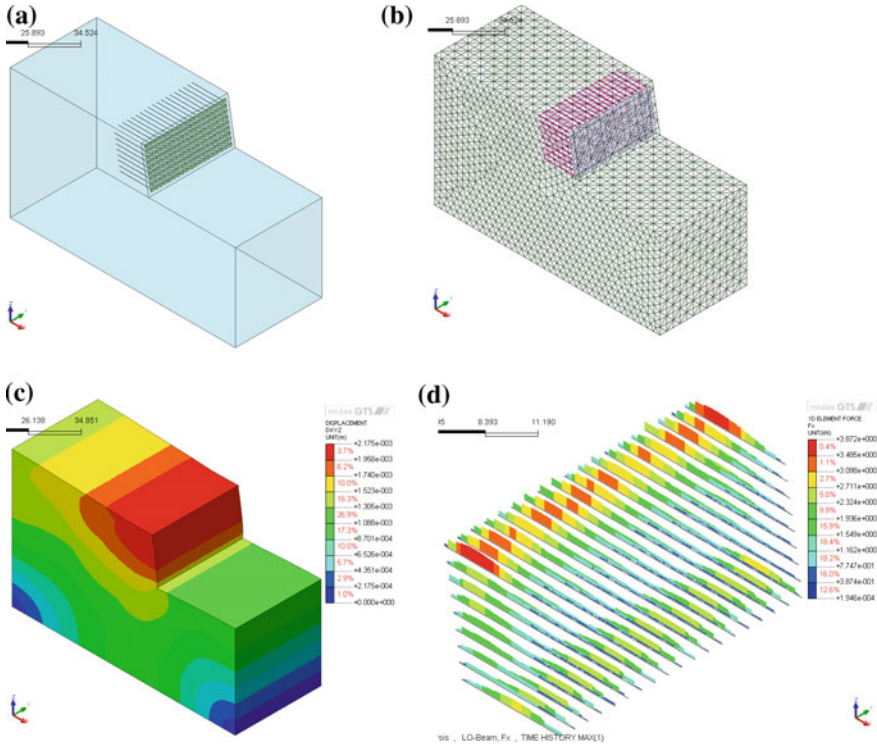 (a)
25.893 34.524
(b)
25.893 34.524
(c)
26.138 34.851
midas GTS
DISPLACEMENT
DXYZ
UNIT(m)
+2.175e-003
3.7%
+1.958e-003
6.2%
+1.740e-003
10.0%
+1.523e-003
16.3%
+1.305e-003
26.9%
+1.088e-003
17.3%
+8.701e-004
10.0%
+6.526e-004
5.7%
+4.351e-004
2.9%
+2.175e-004
1.0%
+0.000e+000
(d)
8.393 11.190
midas GTS
1D ELEMENT FORCE
Fx
UNIT(kN)
+3.872e+000
0.4%
+3.485e+000
1.1%
+3.098e+000
2.7%
+2.711e+000
5.0%
+2.324e+000
9.9%
+1.936e+000
15.9%
+1.549e+000
18.4%
+1.162e+000
18.2%
+7.747e-001
16.0%
+3.874e-001
12.6%
+1.946e-004
sis , LO-Beam, Fx , TIME HISTORY MAX(1)